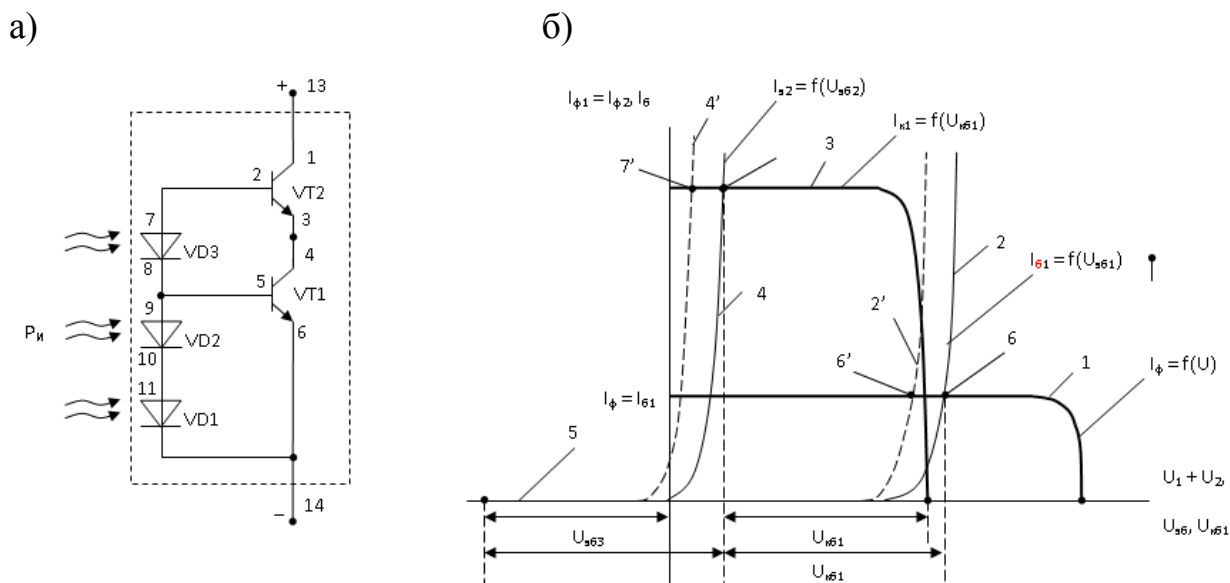 а)
б)
+ 13
1
2
VT2
3
7
VD3
8
4
5
VT1
9
Pи
VD2
6
10
11
VD1
14
−
Iф1 = Iф2, Iб
4’
Iэ2 = f(Uэб2)
Iк1 = f(Uкб1)
7’
3
2
Iб1 = f(Uэб1)
4
2’
6’
6
1
Iф = f(U)
Iф = Iб1
5
U1 + U2,
Uэб3
Uкб1
Uэб, Uкб1
Uкб1